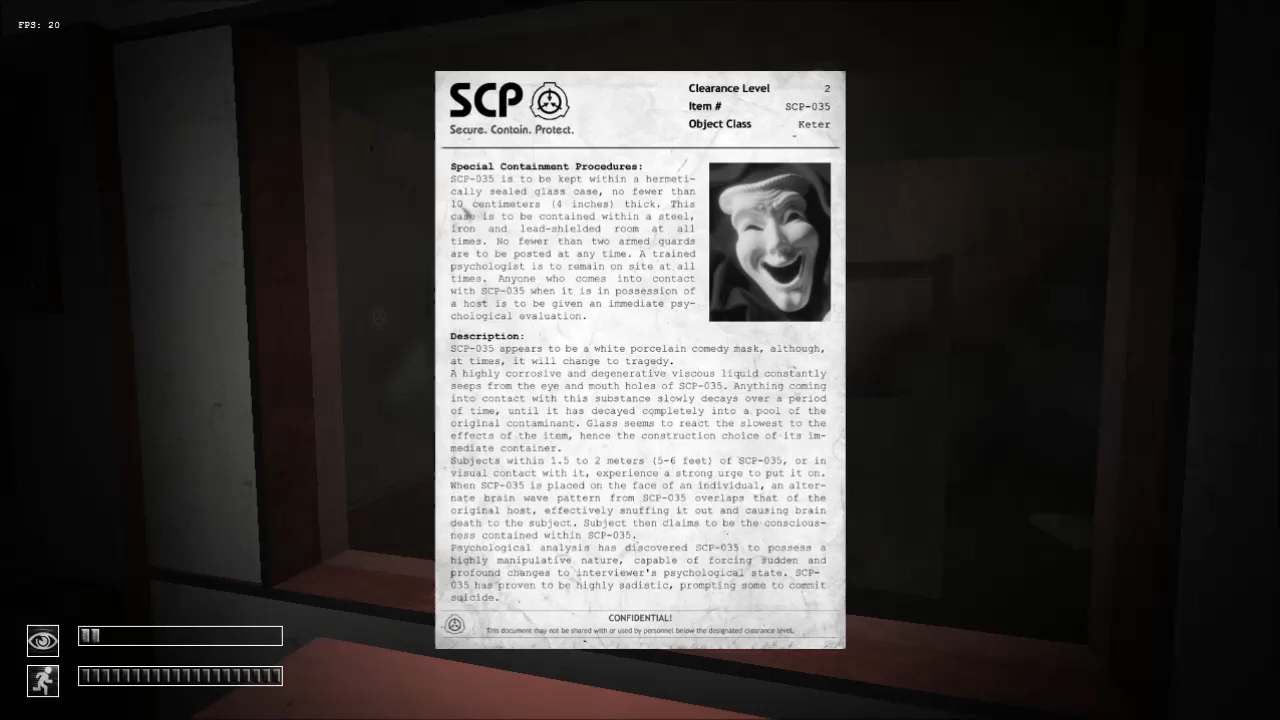 FPS: 20
SCP
Secure. Contain. Protect.
Clearance Level 2
Item # SCP-035
Object Class Keter
Special Containment Procedures:
SCP-035 is to be kept within a hermeti-
cally sealed glass case, no fewer than
10 centimeters (4 inches) thick. This
case is to be contained within a steel,
iron and lead-shielded room at all
times. No fewer than two armed guards
are to be posted at any time. A trained
psychologist is to remain on site at all
times. Anyone who comes into contact
with SCP-035 when it is in possession of
a host is to be given an immediate psy-
chological evaluation.
Description:
SCP-035 appears to be a white porcelain comedy mask, although,
at times, it will change to tragedy.
A highly corrosive and degenerative viscous liquid constantly
seeps from the eye and mouth holes of SCP-035. Anything coming
into contact with this substance slowly decays over a period
of time, until it has decayed completely into a pool of the
original contaminant. Glass seems to react the slowest to the
effects of the item, hence the construction choice of its im-
mediate container.
Subjects within 1.5 to 2 meters (5-6 feet) of SCP-035, or in
visual contact with it, experience a strong urge to put it on.
When SCP-035 is placed on the face of an individual, an alter-
nate brain wave pattern from SCP-035 overlaps that of the
original host, effectively snuffing it out and causing brain
death to the subject. Subject then claims to be the conscious-
ness contained within SCP-035.
Psychological analysis has discovered SCP-035 to possess a
highly manipulative nature, capable of forcing sudden and
profound changes to interviewer's psychological state. SCP-
035 has proven to be highly sadistic, prompting some to commit
suicide.
CONFIDENTIAL!
This document may not be shared with or used by personnel below the designated clearance level.